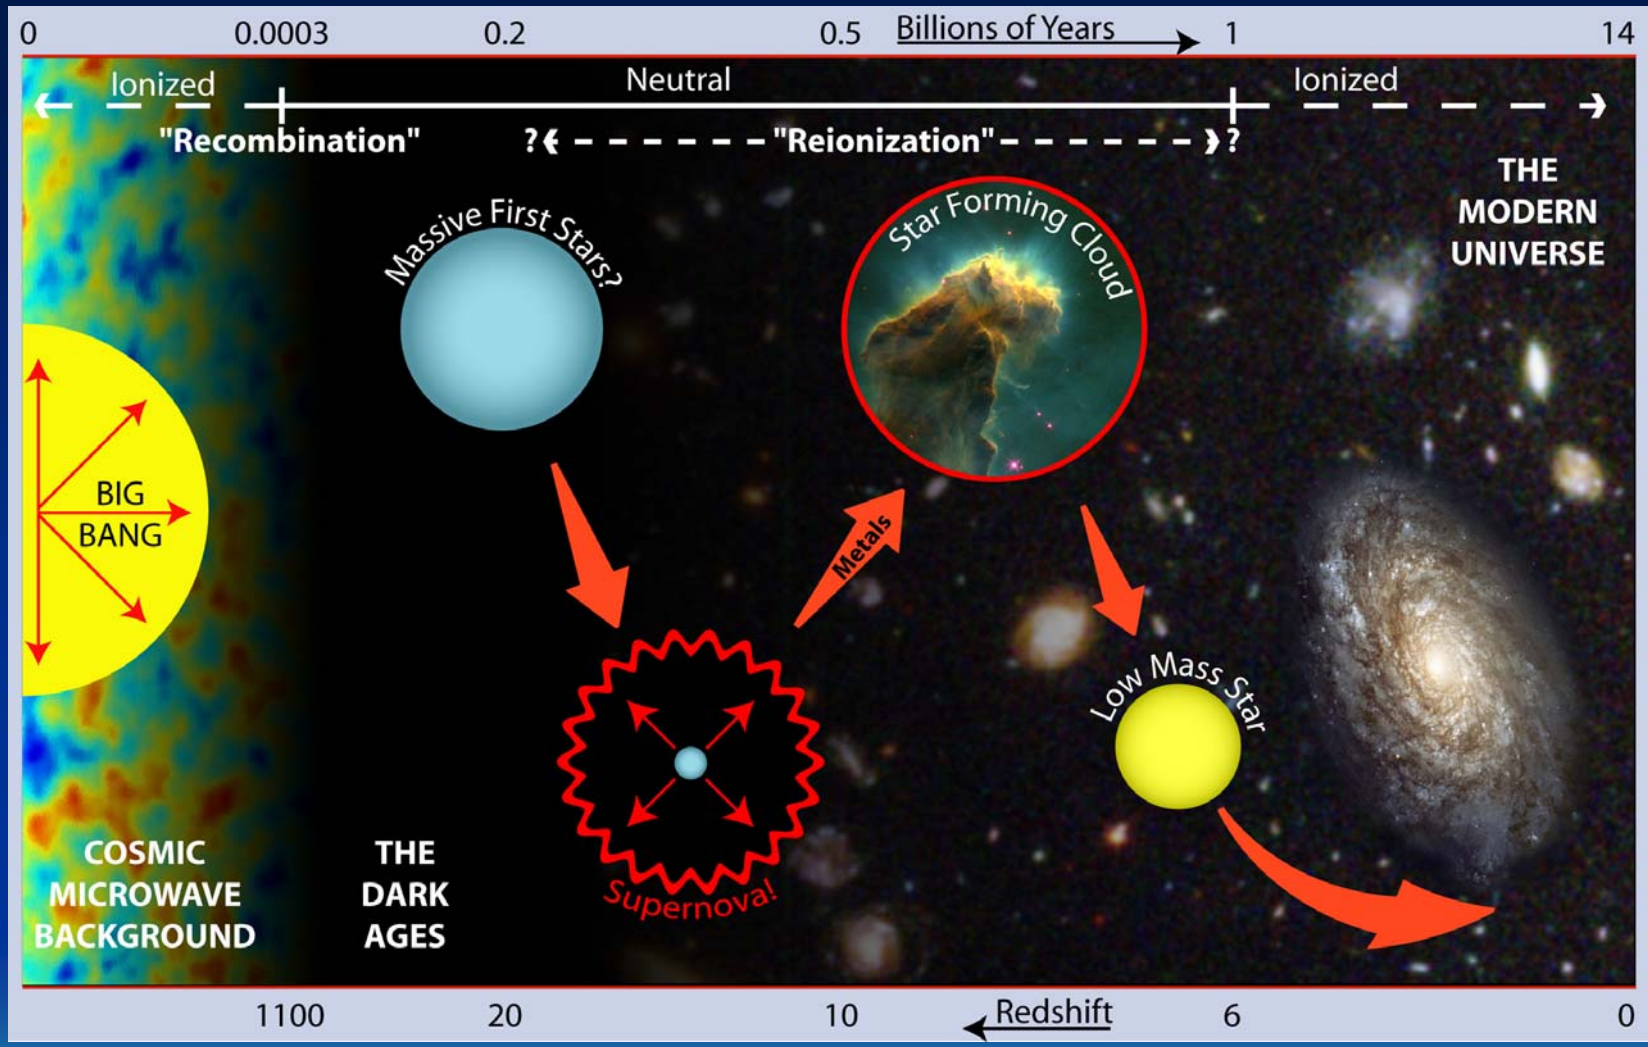 0 0.0003 0.2 0.5 Billions of Years 1 14
Ionized Neutral Ionized
"Recombination" ? "Reionization" ?
THE
MODERN
UNIVERSE
Massive First Stars?
Star Forming Cloud
BIG
BANG
Metals
Low Mass Star
Supernova!
COSMIC
MICROWAVE
BACKGROUND
THE
DARK
AGES
1100 20 10 Redshift 6 0